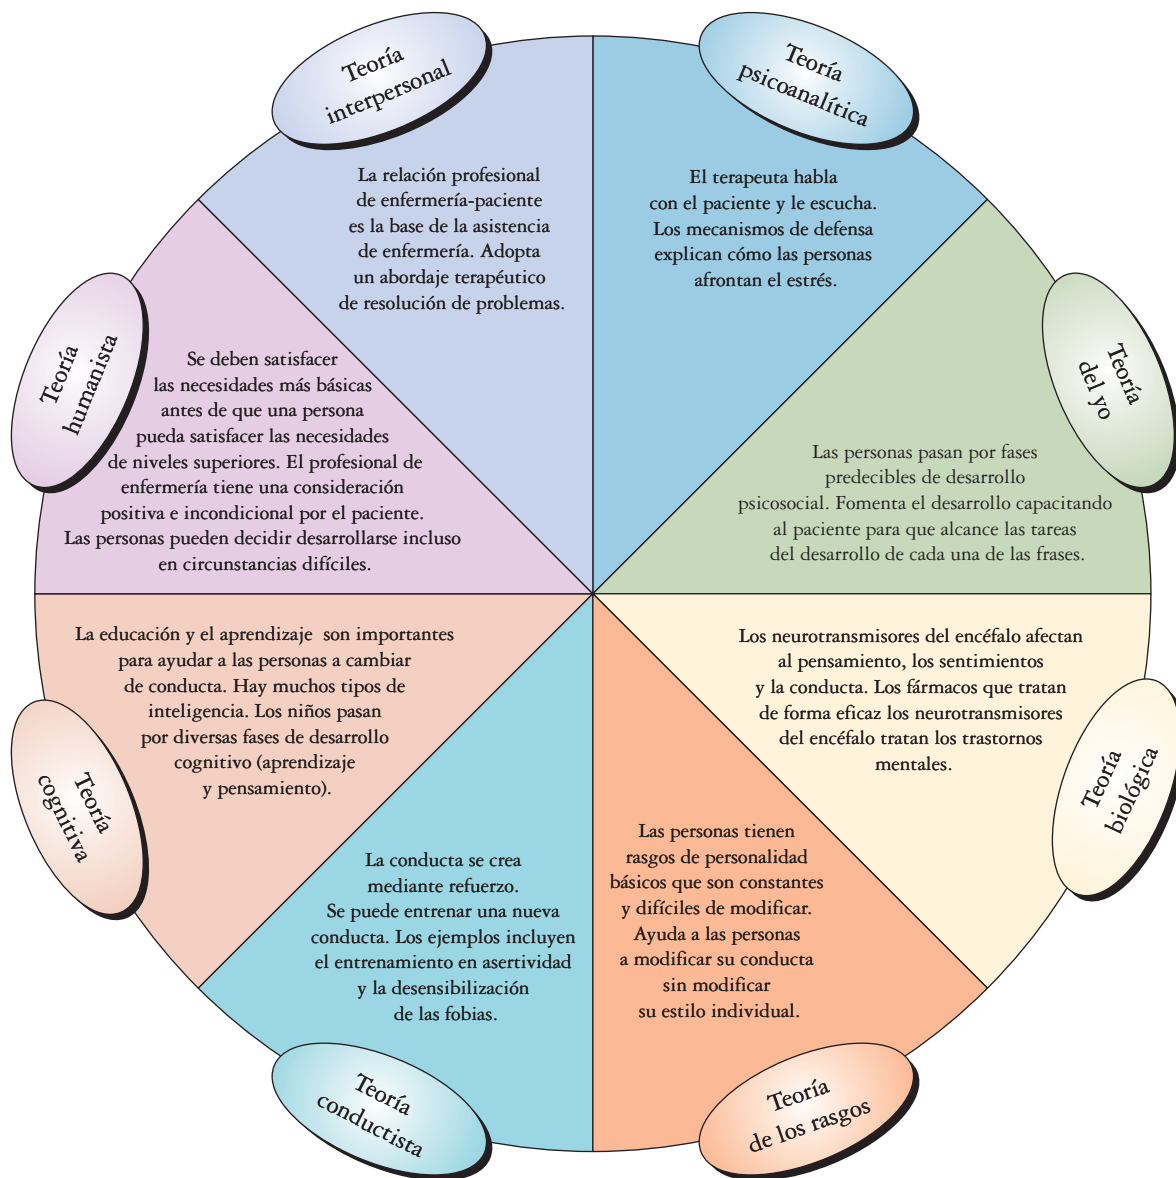 Teoría
interpersonal
La relación profesional
de enfermería-paciente
es la base de la asistencia
de enfermería. Adopta
un abordaje terapéutico
de resolución de problemas.
Teoría
psicoanalítica
El terapeuta habla
con el paciente y le escucha.
Los mecanismos de defensa
explican cómo las personas
afrontan el estrés.
Teoría
del yo
Las personas pasan por fases
predecibles de desarrollo
psicosocial. Fomenta el desarrollo capacitando
al paciente para que alcance las tareas
del desarrollo de cada una de las frases.
Teoría
biológica
Los neurotransmisores del encéfalo afectan
al pensamiento, los sentimientos
y la conducta. Los fármacos que tratan
de forma eficaz los neurotransmisores
del encéfalo tratan los trastornos
mentales.
Teoría
de los rasgos
Las personas tienen
rasgos de personalidad
básicos que son constantes
y difíciles de modificar.
Ayuda a las personas
a modificar su conducta
sin modificar
su estilo individual.
Teoría
conductista
La conducta se crea
mediante refuerzo.
Se puede entrenar una nueva
conducta. Los ejemplos incluyen
el entrenamiento en asertividad
y la desensibilización
de las fobias.
Teoría
cognitiva
La educación y el aprendizaje son importantes
para ayudar a las personas a cambiar
de conducta. Hay muchos tipos de
inteligencia. Los niños pasan
por diversas fases de desarrollo
cognitivo (aprendizaje
y pensamiento).
Teoría
humanista
Se deben satisfacer
las necesidades más básicas
antes de que una persona
pueda satisfacer las necesidades
de niveles superiores. El profesional de
enfermería tiene una consideración
positiva e incondicional por el paciente.
Las personas pueden decidir desarrollarse incluso
en circunstancias difíciles.